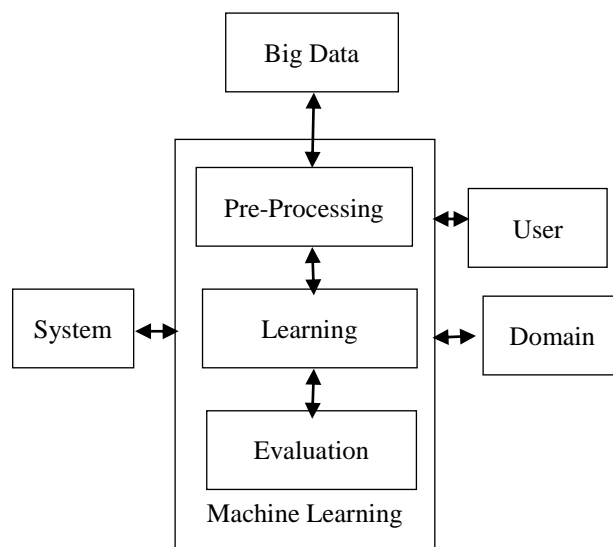 Big Data
Pre-Processing
User
System
Learning
Domain
Evaluation
Machine Learning